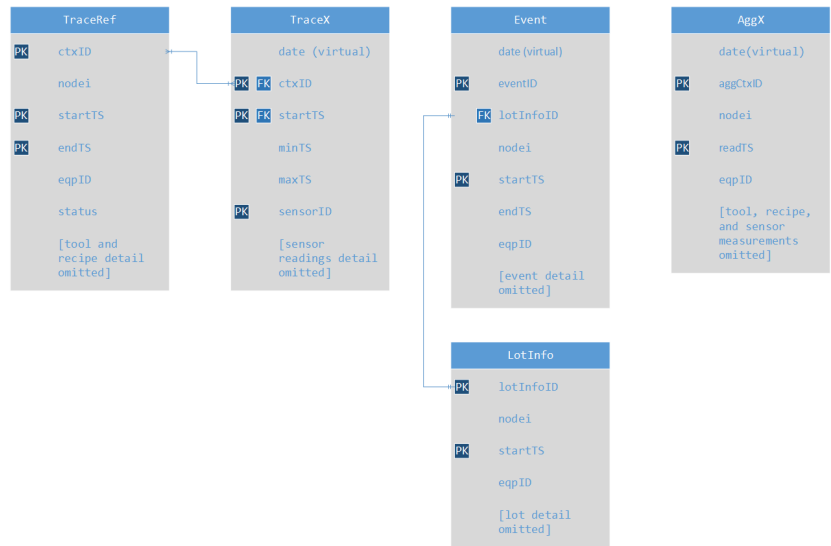 TraceRef
PK ctxID
nodei
PK startTS
PK endTS
eqpID
status
[tool and
recipe detail
omitted]
TraceX
date (virtual)
PK FK ctxID
PK FK startTS
minTS
maxTS
PK sensorID
[sensor
readings detail
omitted]
Event
date (virtual)
PK eventID
FK lotInfoID
nodei
PK startTS
endTS
eqpID
[event detail
omitted]
AggX
date(virtual)
PK aggCtxID
nodei
PK readTS
eqpID
[tool, recipe,
and sensor
measurements
omitted]
LotInfo
PK lotInfoID
nodei
PK startTS
eqpID
[lot detail
omitted]